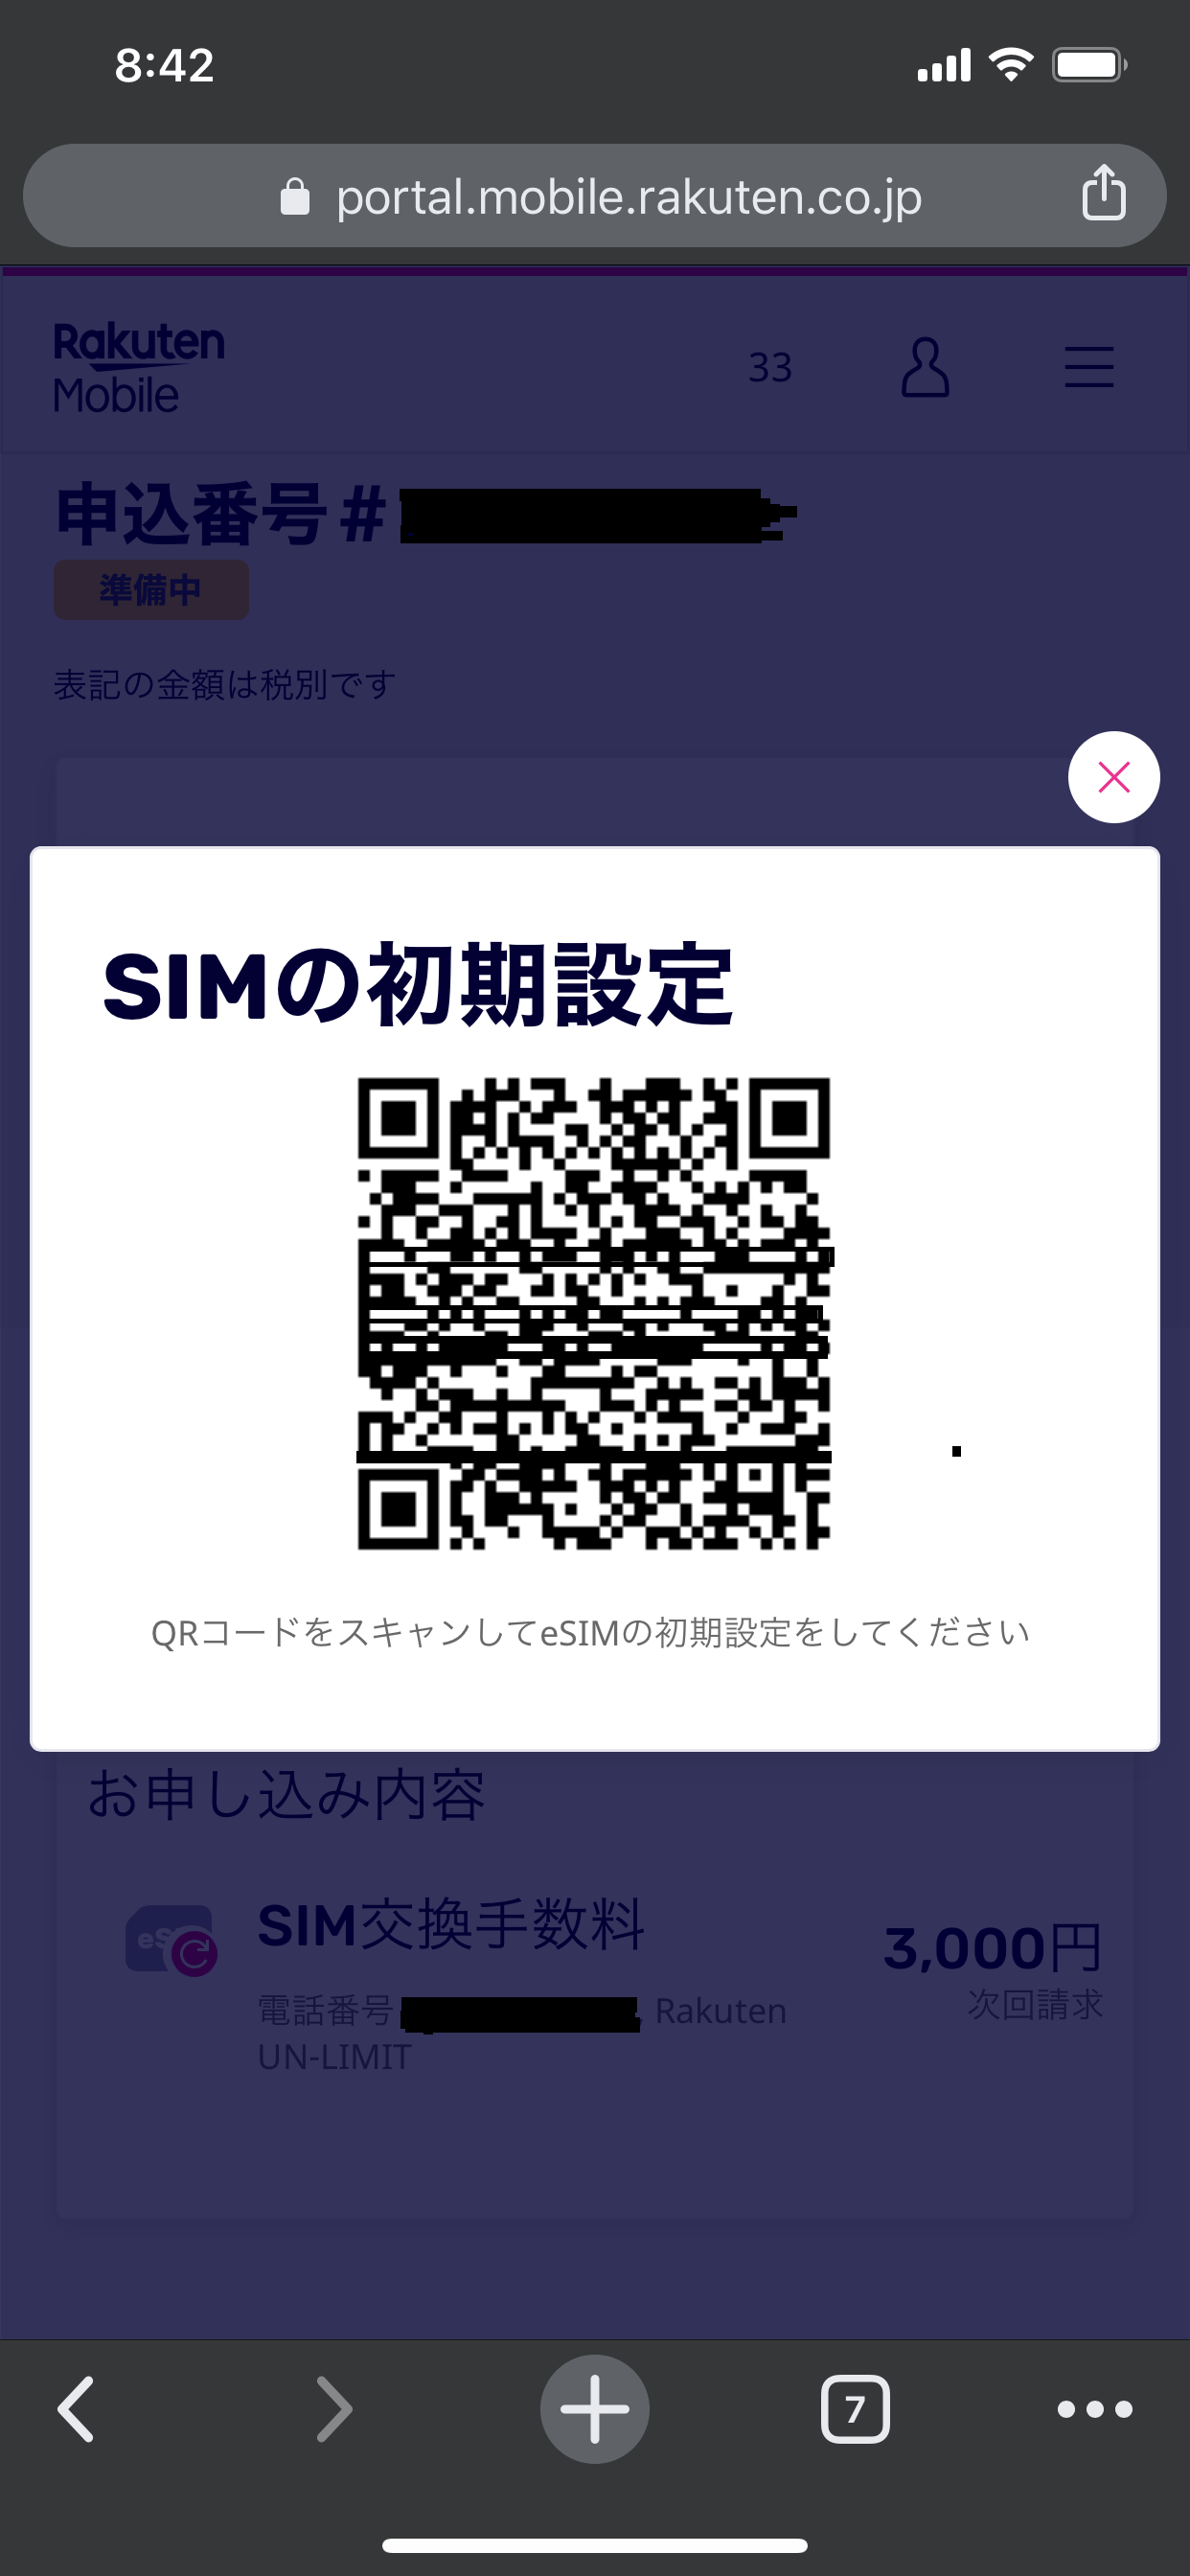 8:42
portal.mobile.rakuten.co.jp
Rakuten
Mobile
33
申込番号#
準備中
表記の金額は税別です
SIMの初期設定
QRコードをスキャンしてeSIMの初期設定をしてください
お申し込み内容
SIM交換手数料
3,000円
次回請求
電話番号 Rakuten
UN-LIMIT
7